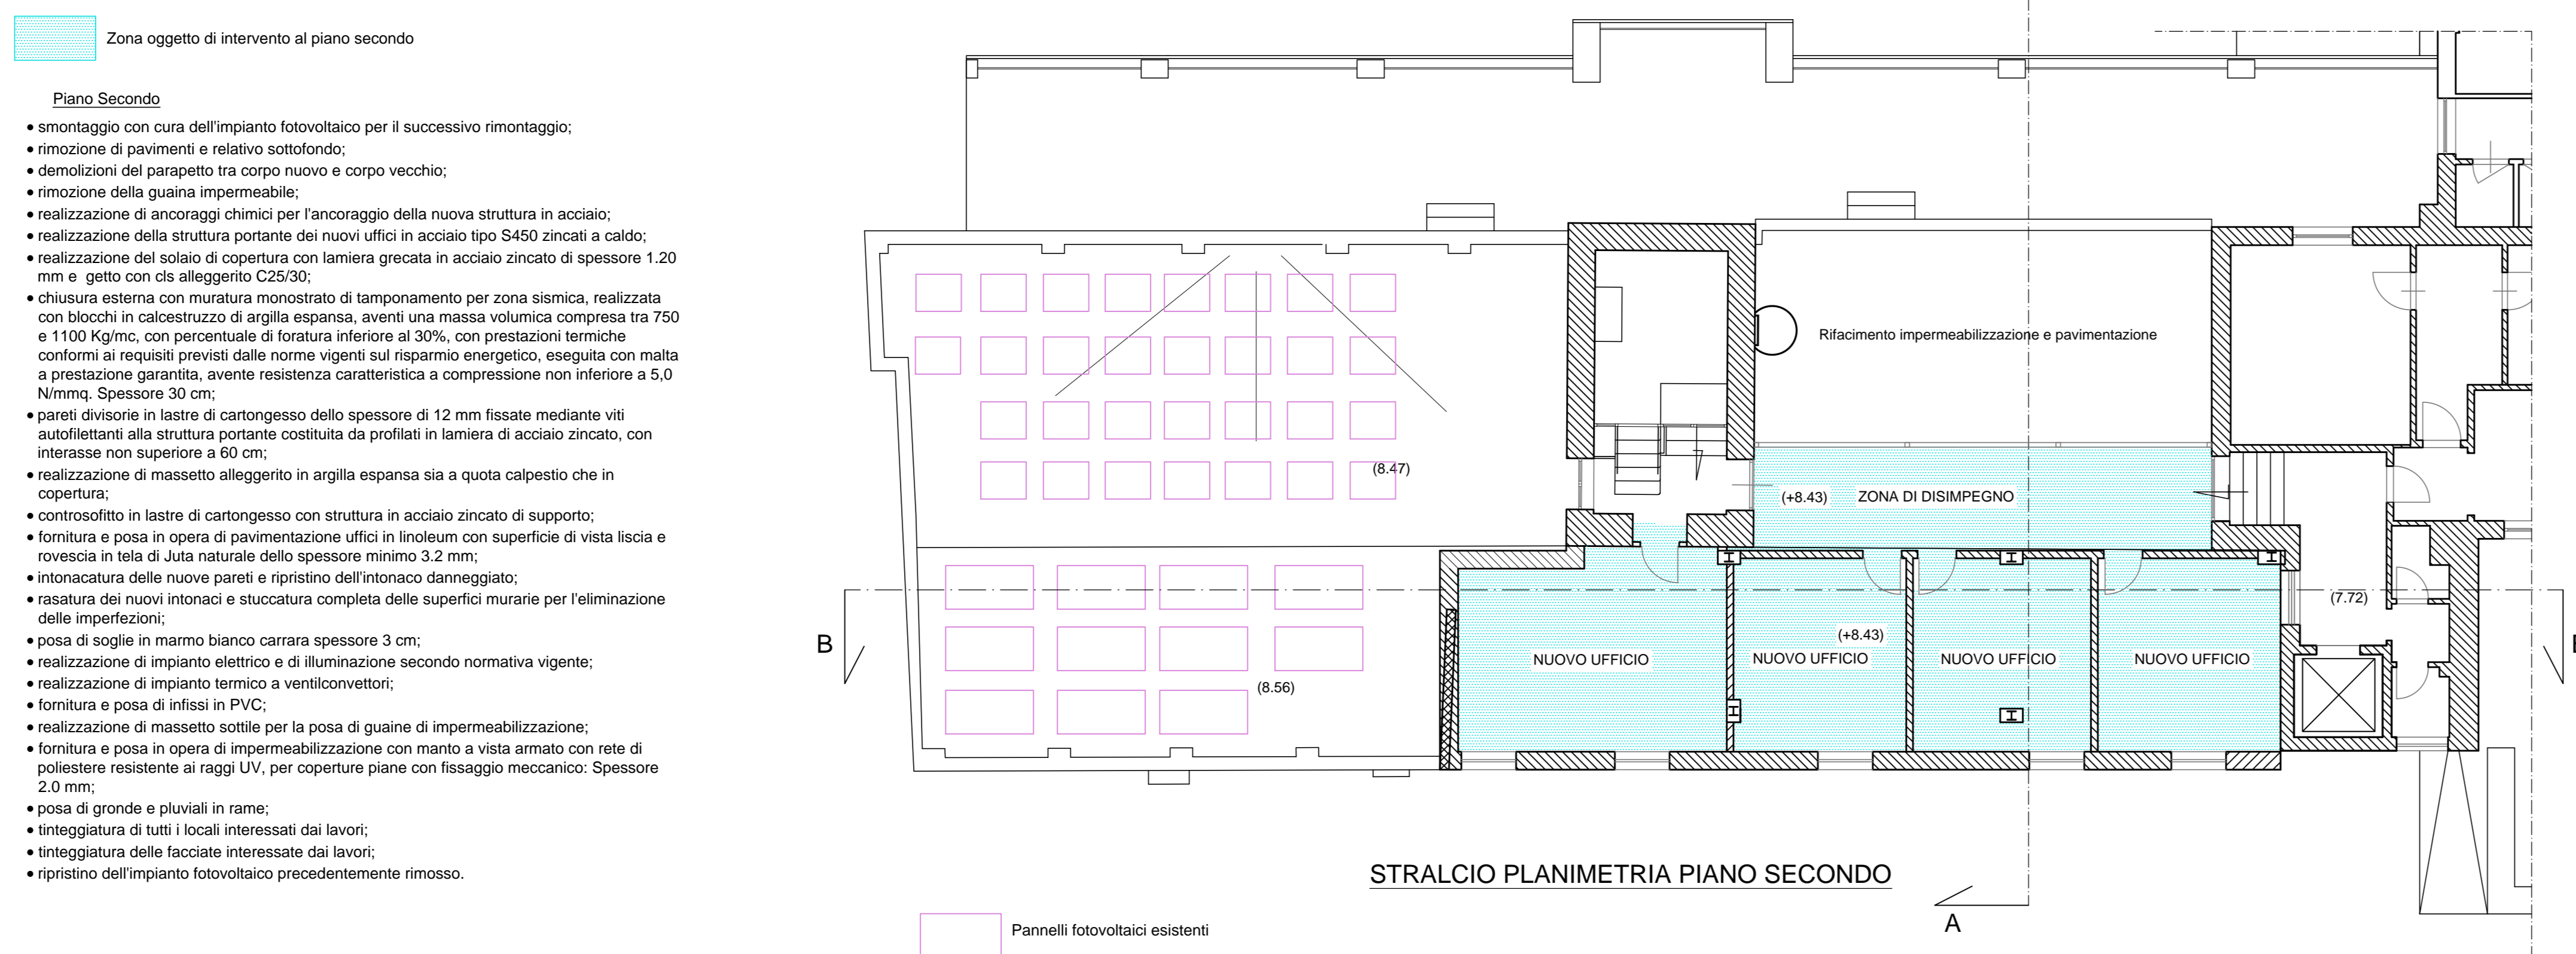 Zona oggetto di intervento al piano secondo
Piano Secondo
• smontaggio con cura dell'impianto fotovoltaico per il successivo rimontaggio;
• rimozione di pavimenti e relativo sottofondo;
• demolizioni del parapetto tra corpo nuovo e corpo vecchio;
• rimozione della guaina impermeabile;
• realizzazione di ancoraggi chimici per l'ancoraggio della nuova struttura in acciaio;
• realizzazione della struttura portante dei nuovi uffici in acciaio tipo S450 zincati a caldo;
• realizzazione del solaio di copertura con lamiera grecata in acciaio zincato di spessore 1.20
mm e getto con cls alleggerito C25/30;
• chiusura esterna con muratura monostrato di tamponamento per zona sismica, realizzata
con blocchi in calcestruzzo di argilla espansa, aventi una massa volumica compresa tra 750
e 1100 Kg/mc, con percentuale di foratura inferiore al 30%, con prestazioni termiche
conformi ai requisiti previsti dalle norme vigenti sul risparmio energetico, eseguita con malta
a prestazione garantita, avente resistenza caratteristica a compressione non inferiore a 5,0
N/mmq. Spessore 30 cm;
• pareti divisorie in lastre di cartongesso dello spessore di 12 mm fissate mediante viti
autofilettanti alla struttura portante costituita da profilati in lamiera di acciaio zincato, con
interasse non superiore a 60 cm;
• realizzazione di massetto alleggerito in argilla espansa sia a quota calpestio che in
copertura;
• controsofitto in lastre di cartongesso con struttura in acciaio zincato di supporto;
• fornitura e posa in opera di pavimentazione uffici in linoleum con superficie di vista liscia e
rovescia in tela di Juta naturale dello spessore minimo 3.2 mm;
• intonacatura delle nuove pareti e ripristino dell'intonaco danneggiato;
• rasatura dei nuovi intonaci e stuccatura completa delle superfici murarie per l'eliminazione
delle imperfezioni;
• posa di soglie in marmo bianco carrara spessore 3 cm;
• realizzazione di impianto elettrico e di illuminazione secondo normativa vigente;
• realizzazione di impianto termico a ventilconvettori;
• fornitura e posa di infissi in PVC;
• realizzazione di massetto sottile per la posa di guaine di impermeabilizzazione;
• fornitura e posa in opera di impermeabilizzazione con manto a vista armato con rete di
poliestere resistente ai raggi UV, per coperture piane con fissaggio meccanico: Spessore
2.0 mm;
• posa di gronde e pluviali in rame;
• tinteggiatura di tutti i locali interessati dai lavori;
• tinteggiatura delle facciate interessate dai lavori;
• ripristino dell'impianto fotovoltaico precedentemente rimosso.
Rifacimento impermeabilizzazione e pavimentazione
(8.47)
(+8.43) ZONA DI DISIMPEGNO
(7.72)
B
(+8.43)
NUOVO UFFICIO
NUOVO UFFICIO
NUOVO UFFICIO
NUOVO UFFICIO
(8.56)
STRALCIO PLANIMETRIA PIANO SECONDO
A
Pannelli fotovoltaici esistenti